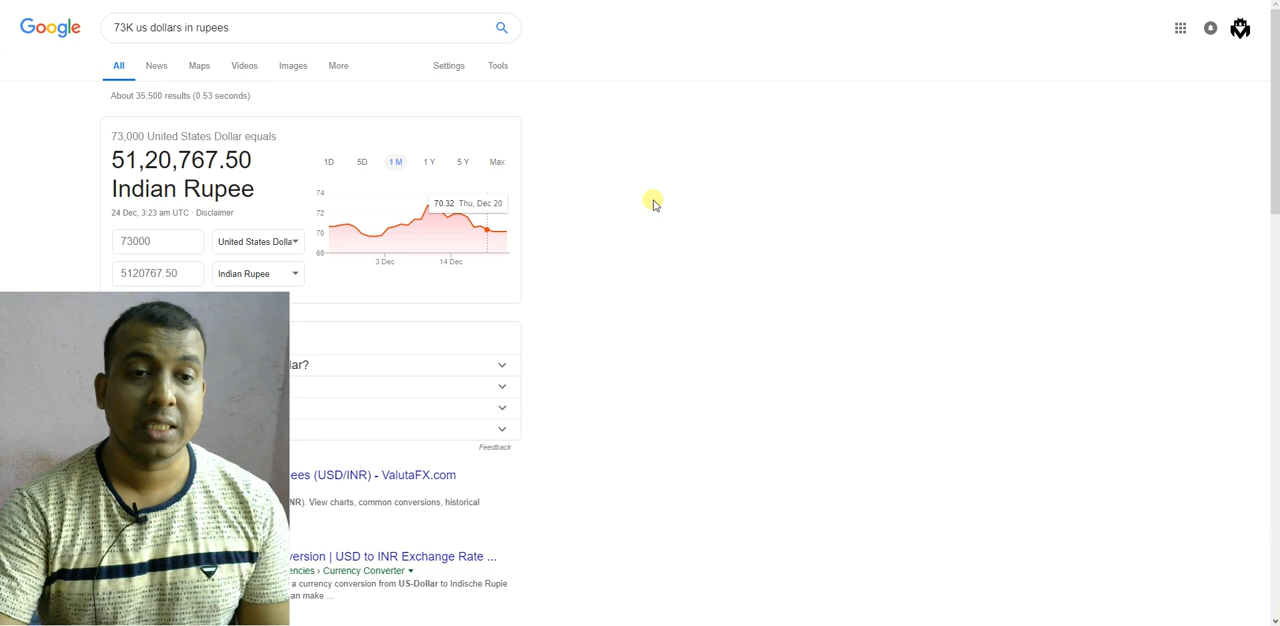 Google
73K us dollars in rupees
All News Maps Videos Images More Settings Tools
About 35,500 results (0.53 seconds)
73,000 United States Dollar equals
51,20,767.50
Indian Rupee
24 Dec, 3:23 am UTC · Disclaimer
73000 United States Dolla
5120767.50 Indian Rupee
1D 5D 1M 1Y 5Y Max
74
72
70
68
70.32 Thu, Dec 20
3 Dec 14 Dec
lar?
Feedback
ees (USD/INR) - ValutaFX.com
NR). View charts, common conversions, historical
version | USD to INR Exchange Rate ...
encies › Currency Converter
a currency conversion from US-Dollar to Indische Rupie
an make ...